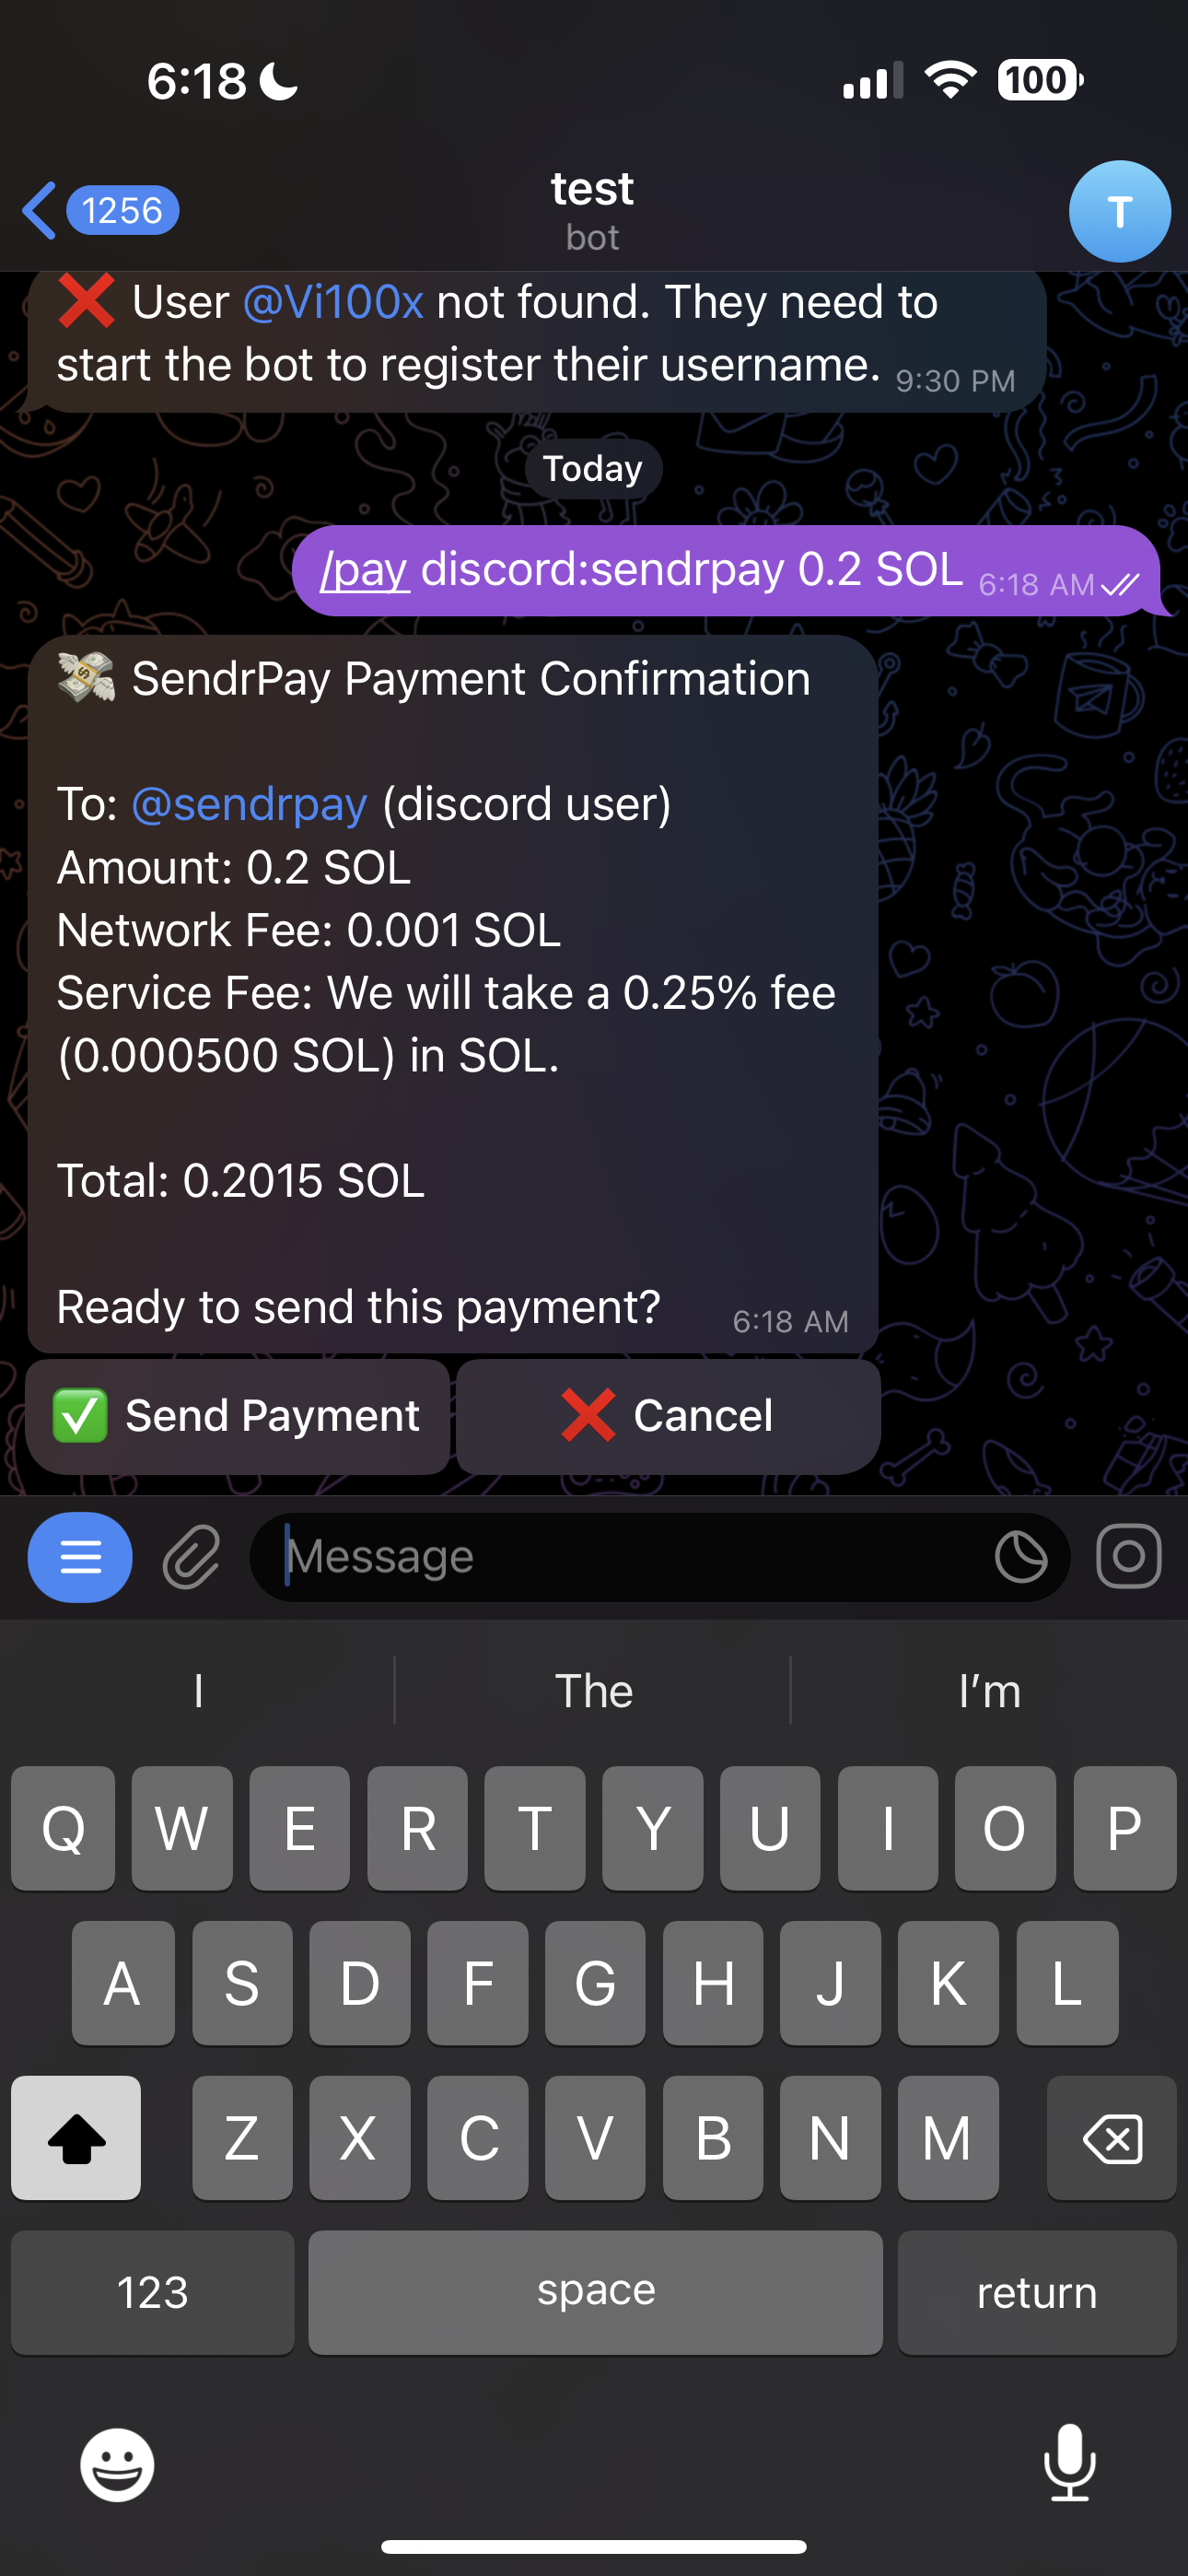 6:18
100
1256
test
bot
T
❌ User @Vi100x not found. They need to
start the bot to register their username. 9:30 PM
Today
/pay discord:sendrpay 0.2 SOL 6:18 AM
💸 SendrPay Payment Confirmation
To: @sendrpay (discord user)
Amount: 0.2 SOL
Network Fee: 0.001 SOL
Service Fee: We will take a 0.25% fee
(0.000500 SOL) in SOL.
Total: 0.2015 SOL
Ready to send this payment? 6:18 AM
✅ Send Payment ❌ Cancel
Message
I The I’m
Q W E R T Y U I O P
A S D F G H J K L
Z X C V B N M
123 space return